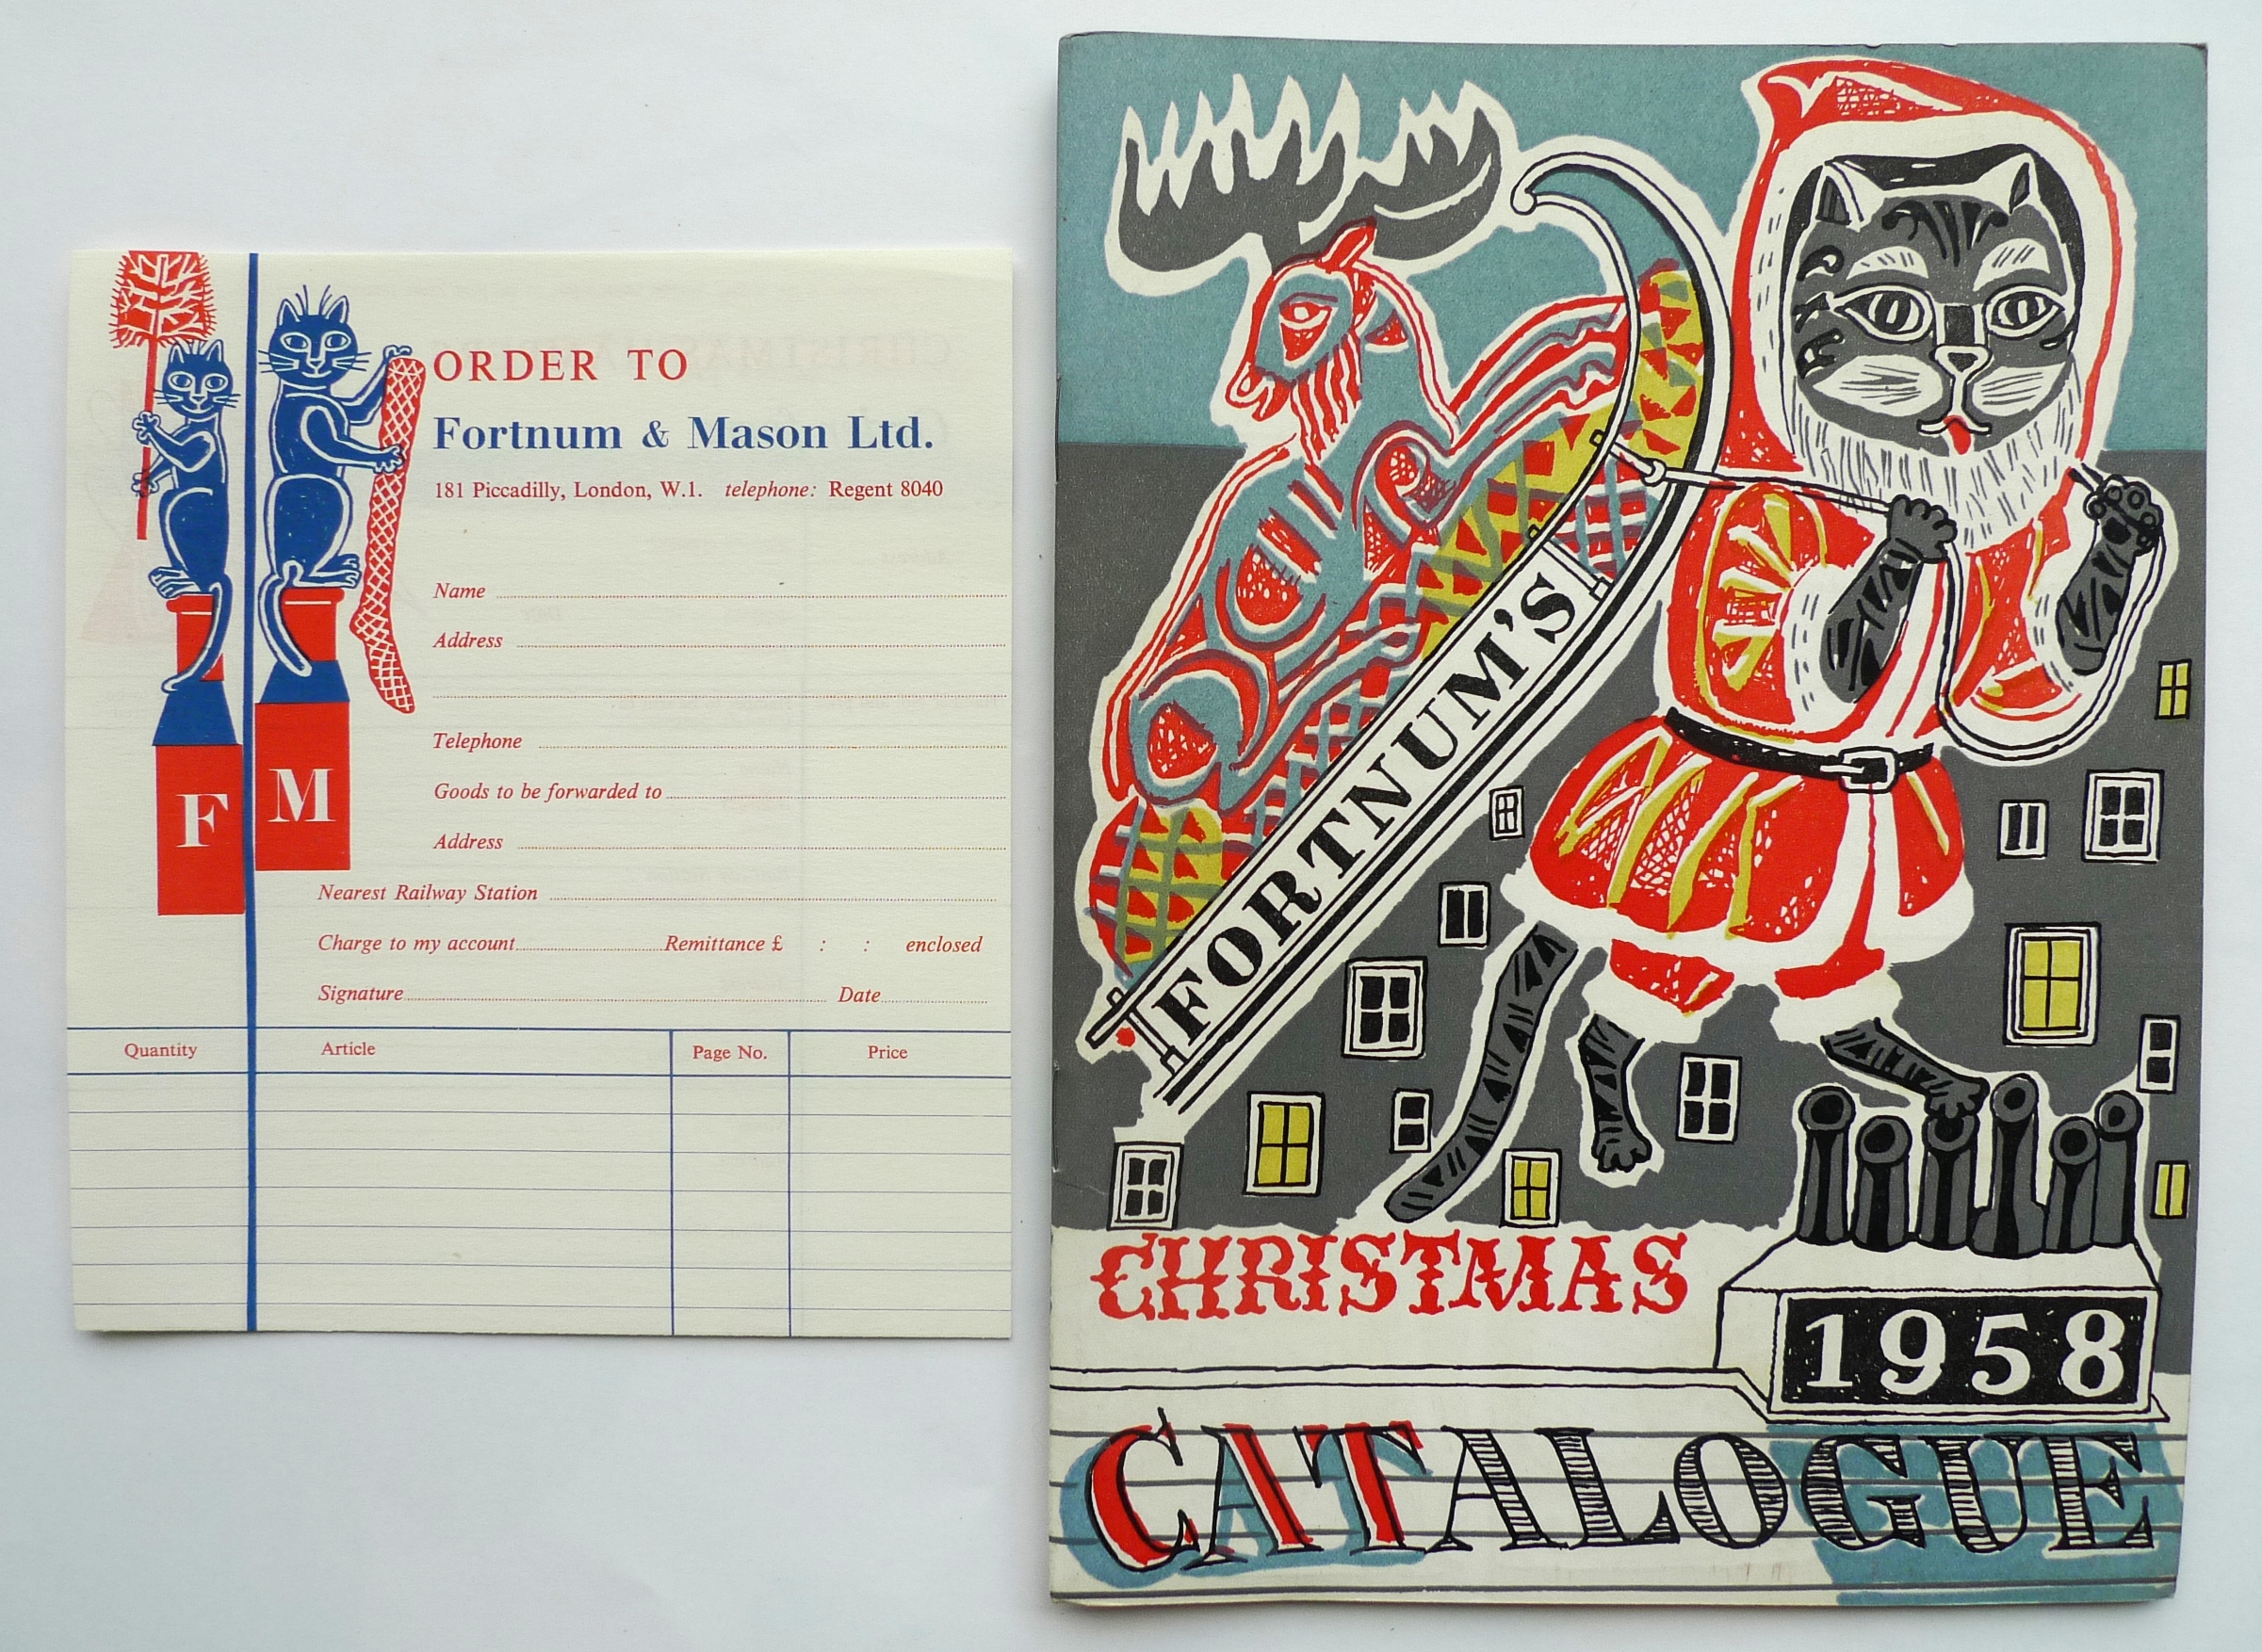 F
M
ORDER TO
Fortnum & Mason Ltd.
181 Piccadilly, London, W.1. telephone: Regent 8040
Name
Address
Telephone
Goods to be forwarded to
Address
Nearest Railway Station
Charge to my account Remittance £ : : enclosed
Signature Date
Quantity Article Page No. Price
FORTNUM'S
CHRISTMAS
1958
CATALOGUE